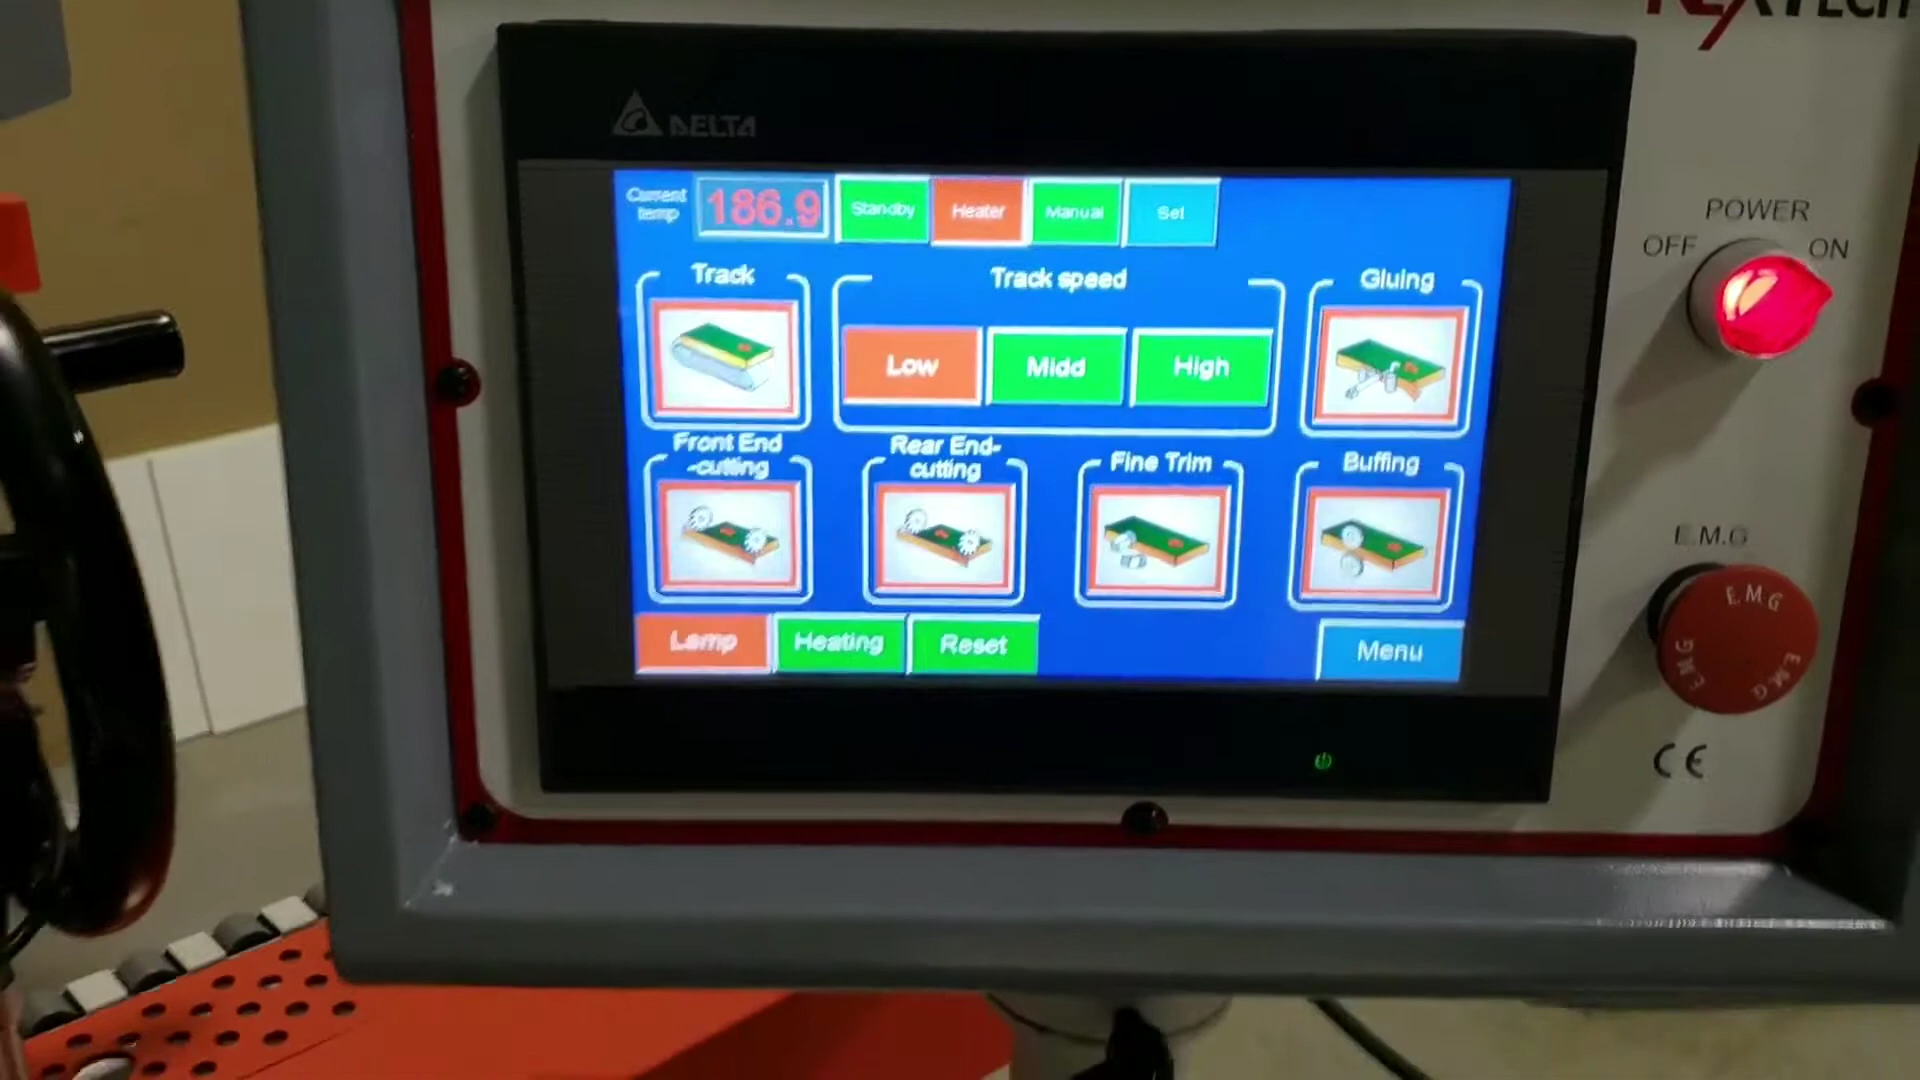 DELTA
Current
temp
186.9
Standby
Heater
Manual
Set
Track
Track speed
Gluing
Low
Midd
High
Front End
-cutting
Rear End-
cutting
Fine Trim
Buffing
Lamp
Heating
Reset
Menu
POWER
OFF
ON
E.M.G
E.M.G
E.M.G
E.M.G
CE